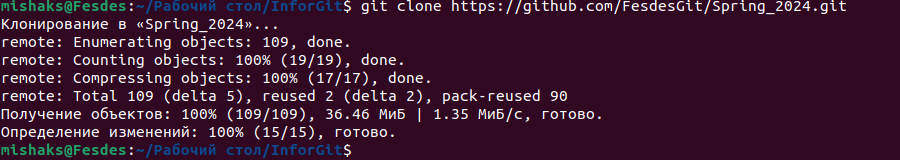 mishaks@Fesdes:~/Рабочий стол/InforGit$ git clone https://github.com/FesdesGit/Spring_2024.git
Клонирование в «Spring_2024»...
remote: Enumerating objects: 109, done.
remote: Counting objects: 100% (19/19), done.
remote: Compressing objects: 100% (17/17), done.
remote: Total 109 (delta 5), reused 2 (delta 2), pack-reused 90
Получение объектов: 100% (109/109), 36.46 МиБ | 1.35 МиБ/с, готово.
Определение изменений: 100% (15/15), готово.
mishaks@Fesdes:~/Рабочий стол/InforGit$